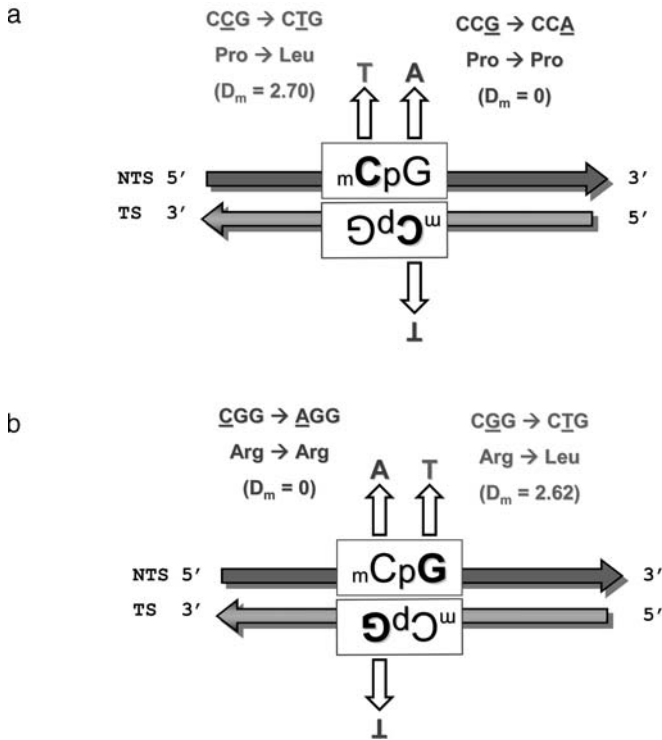 a
CCG → CTG
Pro → Leu
(Dm = 2.70)
CCG → CCA
Pro → Pro
(Dm = 0)
T A
mCpG
NTS 5′ 3′
TS 3′ 5′
mCpG
T
b
CGG → AGG
Arg → Arg
(Dm = 0)
CGG → CTG
Arg → Leu
(Dm = 2.62)
A T
mCpG
NTS 5′ 3′
TS 3′ 5′
mCpG
T